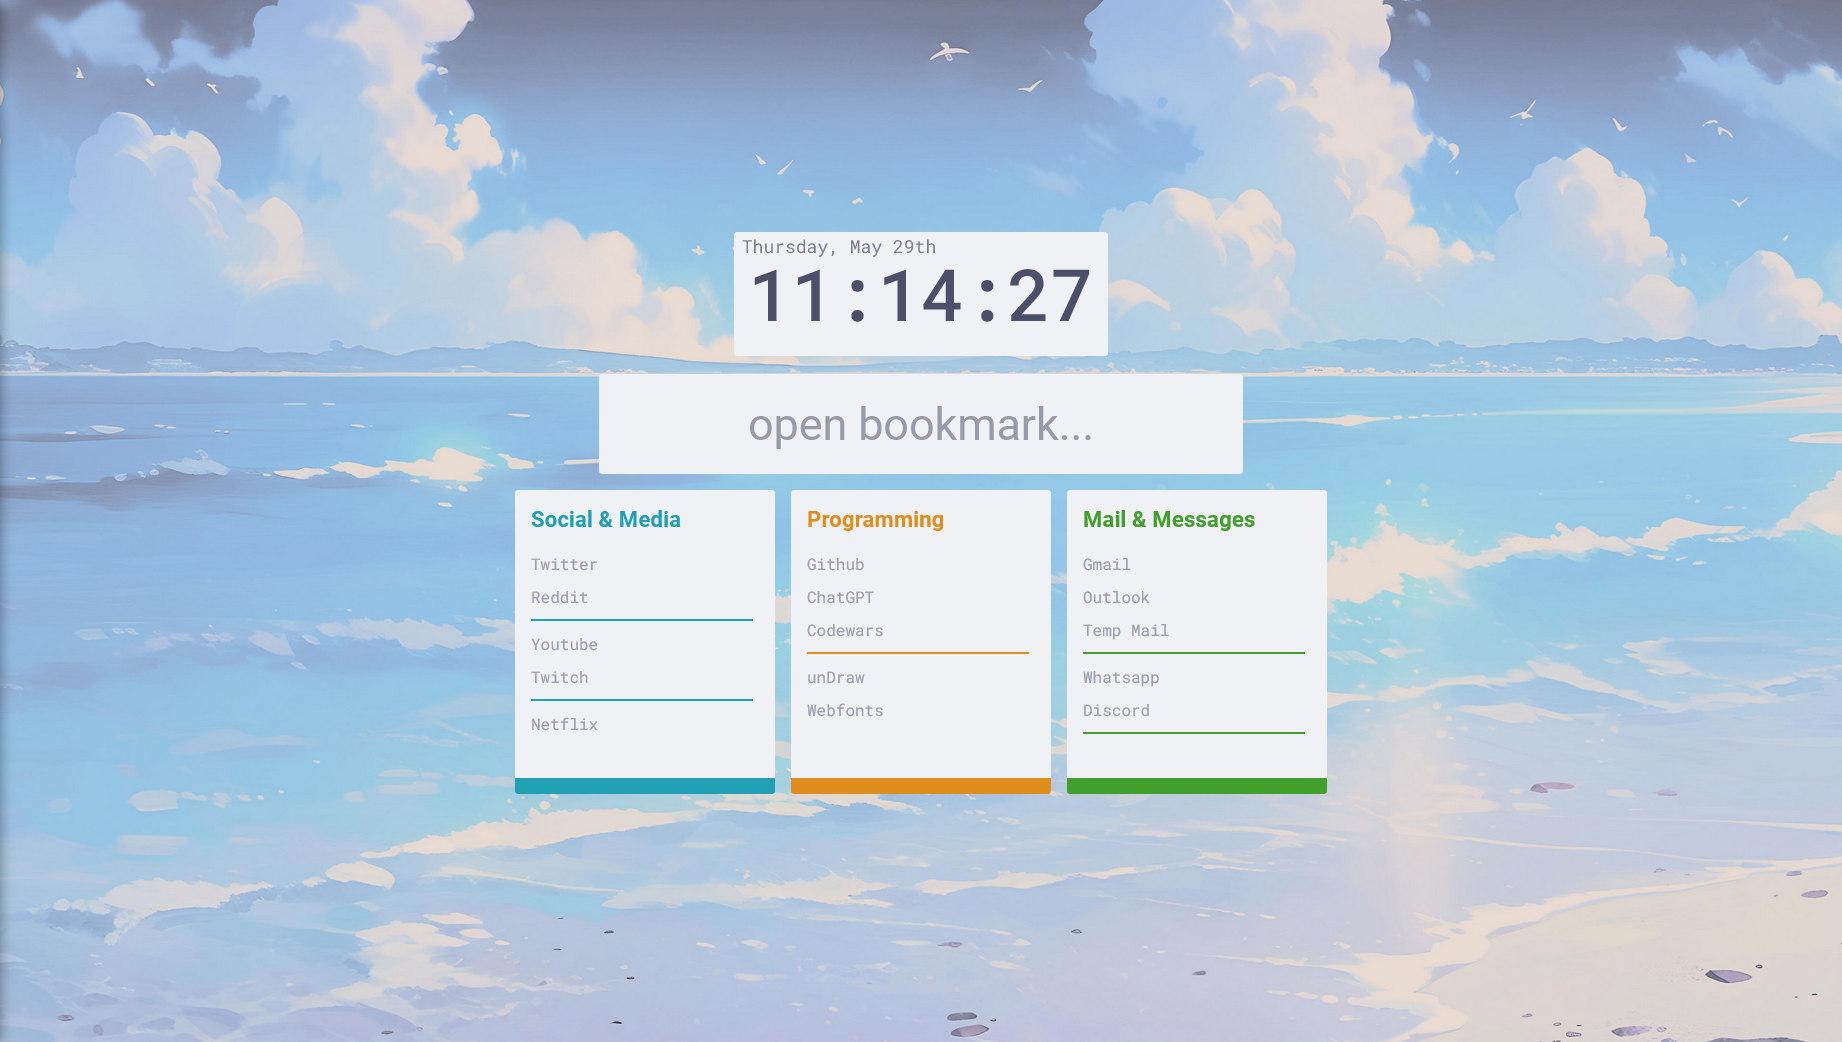 Thursday, May 29th
11:14:27
open bookmark...
Social & Media
Twitter
Reddit
Youtube
Twitch
Netflix
Programming
Github
ChatGPT
Codewars
unDraw
Webfonts
Mail & Messages
Gmail
Outlook
Temp Mail
Whatsapp
Discord